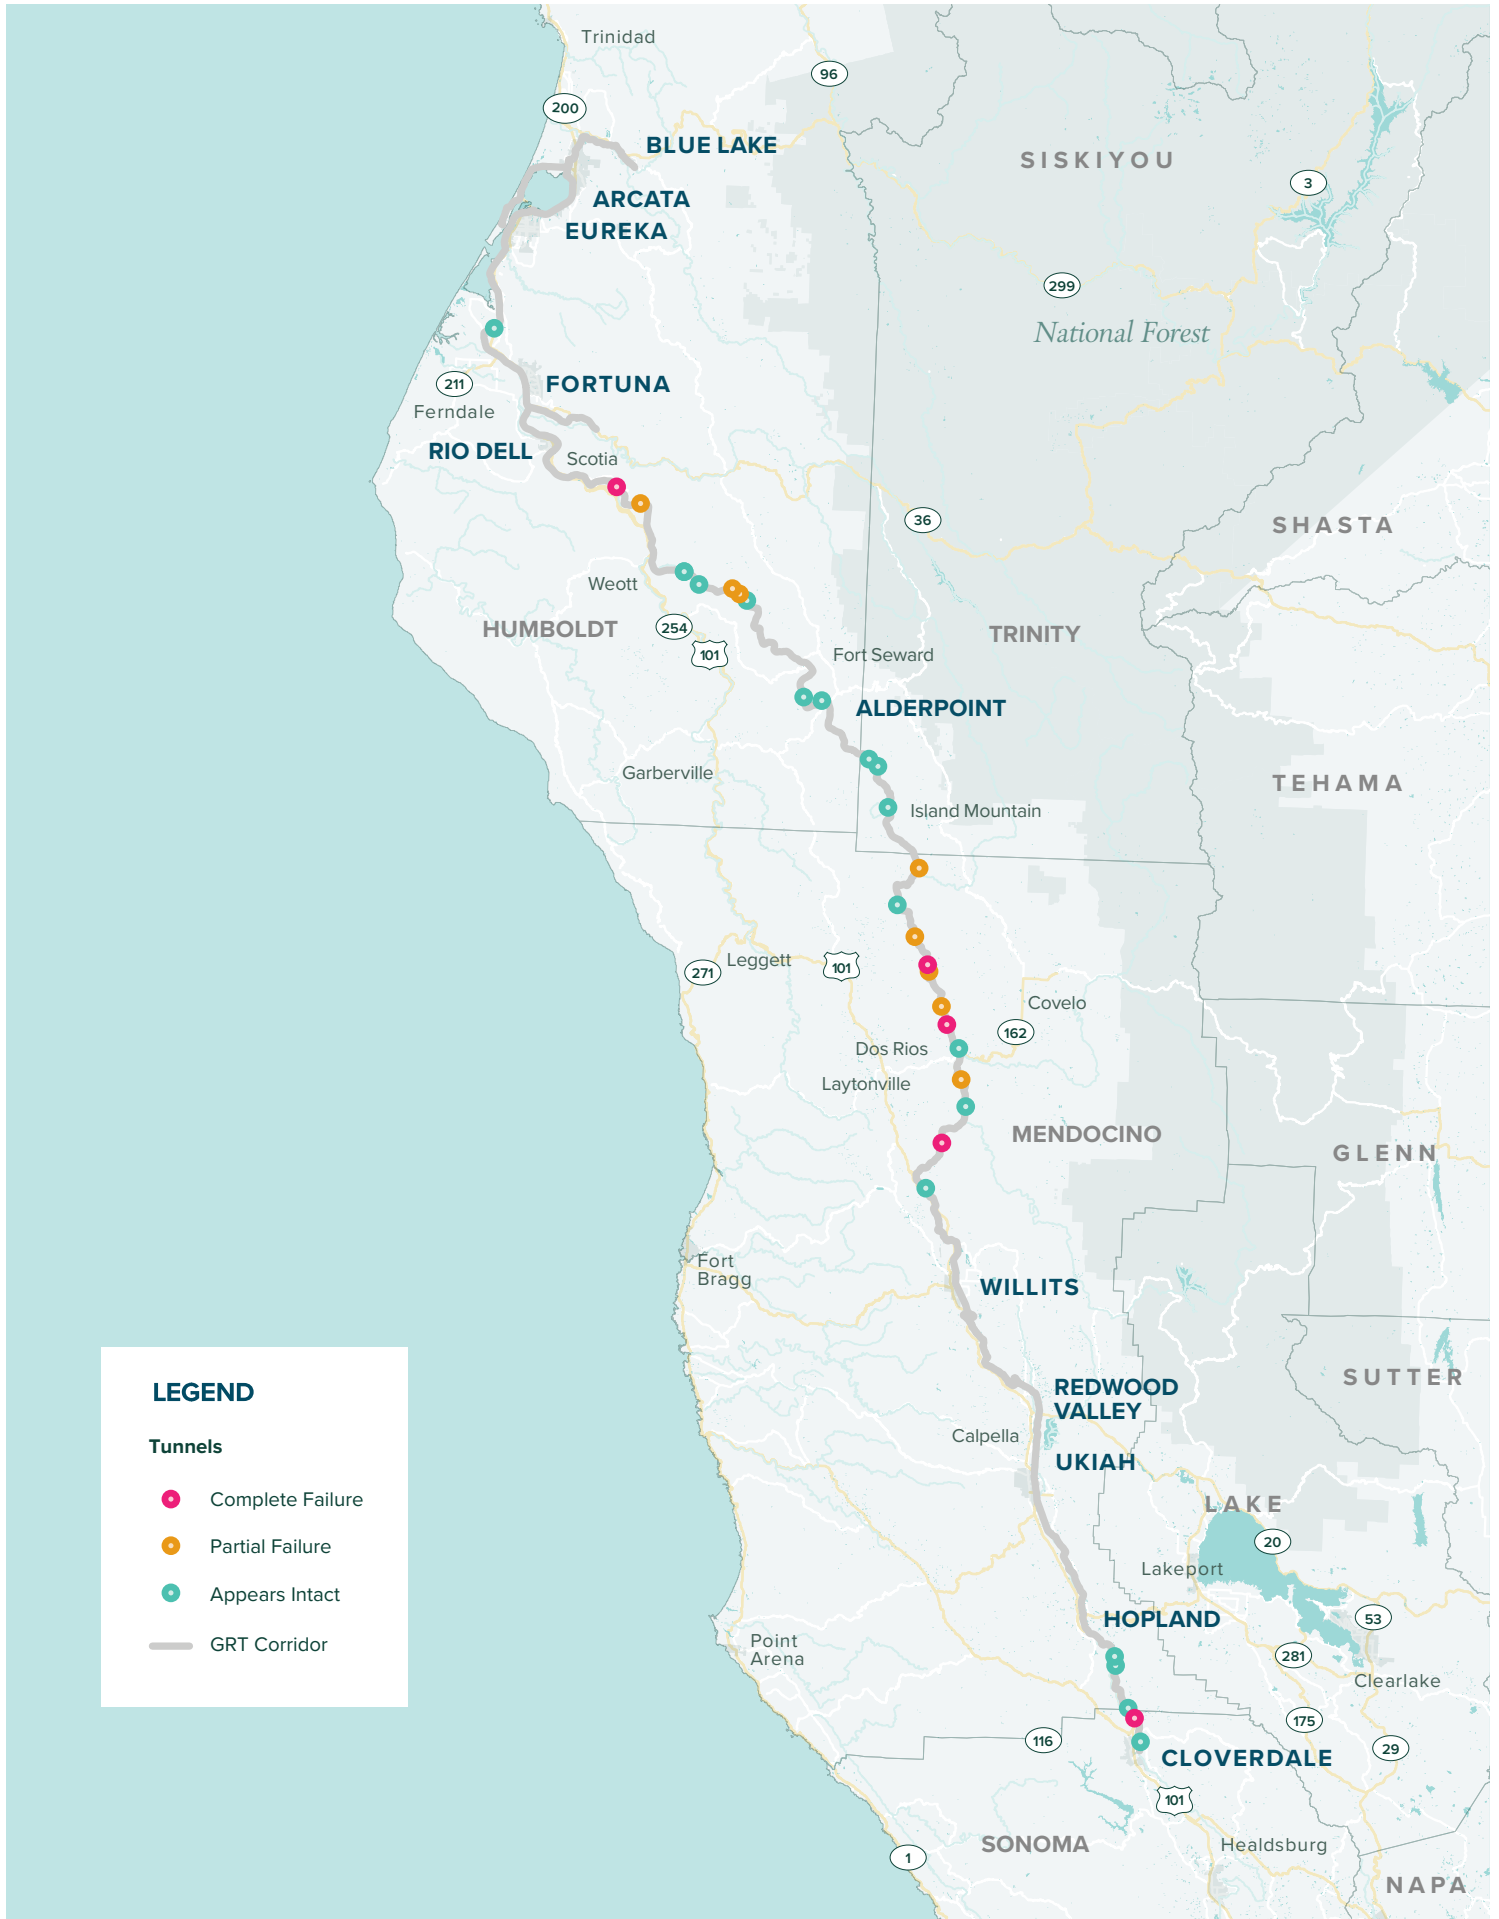 Trinidad
96
200
BLUE LAKE
SISKIYOU
3
ARCATA
EUREKA
299
National Forest
211
FORTUNA
Ferndale
RIO DELL
Scotia
36
SHASTA
Weott
HUMBOLDT
254
TRINITY
101
Fort Seward
ALDERPOINT
Garberville
TEHAMA
Island Mountain
Leggett
271
101
Covelo
162
Dos Rios
Laytonville
MENDOCINO
GLENN
Fort
Bragg
WILLITS
SUTTER
REDWOOD
VALLEY
Calpella
UKIAH
LAKE
20
Lakeport
HOPLAND
53
Point
Arena
281
Clearlake
175
116
29
CLOVERDALE
101
SONOMA
Healdsburg
1
NAPA
LEGEND
Tunnels
Complete Failure
Partial Failure
Appears Intact
GRT Corridor